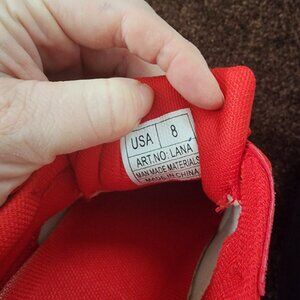 USA 8
ART.NO: LANA
MAN MADE MATERIALS
MADE IN CHINA